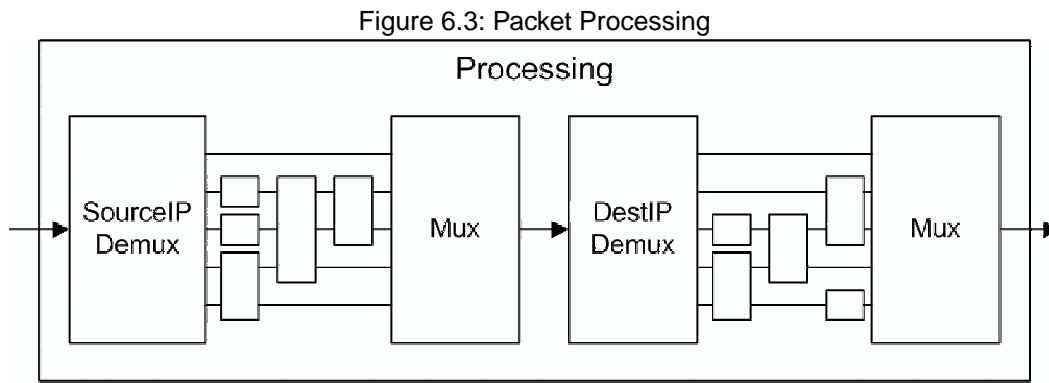 Figure 6.3: Packet Processing
Processing
SourceIP
Demux
Mux
DestIP
Demux
Mux